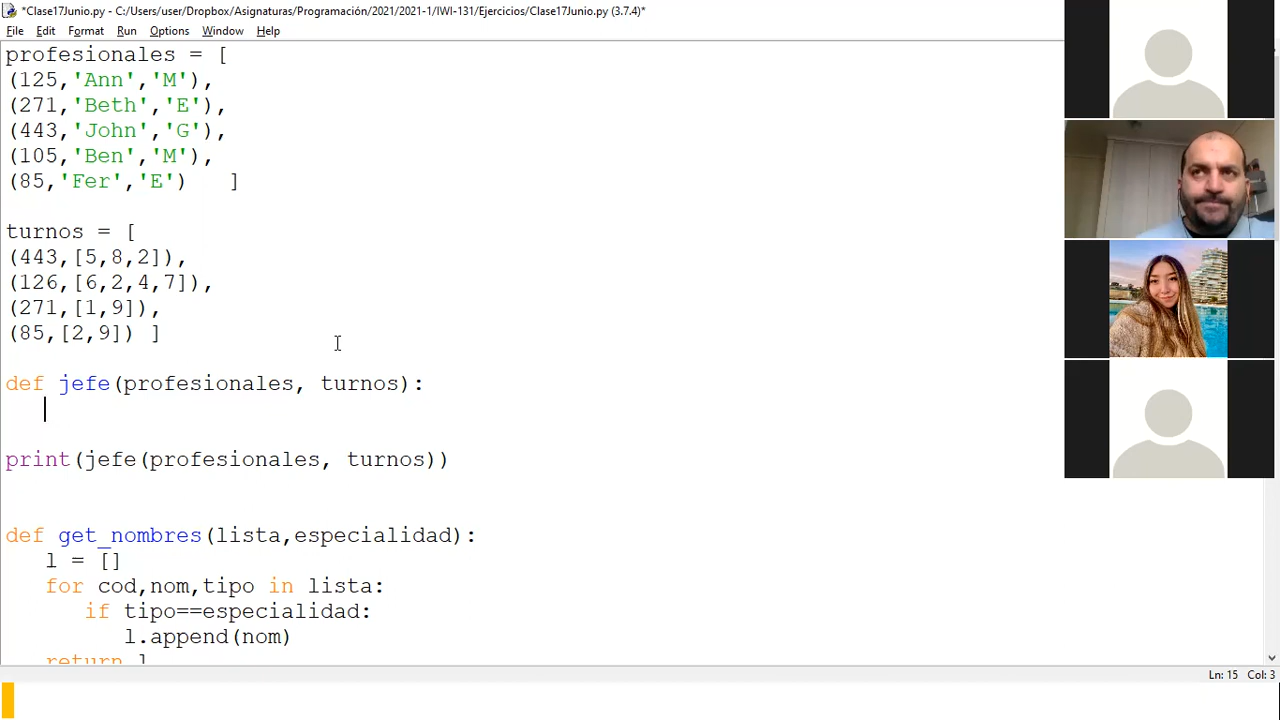 *Clase17Junio.py - C:/Users/user/Dropbox/Asignaturas/Programación/2021/2021-1/IWI-131/Ejercicios/Clase17Junio.py (3.7.4)*
File Edit Format Run Options Window Help
profesionales = [
(125,'Ann','M'),
(271,'Beth','E'),
(443,'John','G'),
(105,'Ben','M'),
(85,'Fer','E')   ]
turnos = [
(443,[5,8,2]),
(126,[6,2,4,7]),
(271,[1,9]),
(85,[2,9]) ]
def jefe(profesionales, turnos):
print(jefe(profesionales, turnos))
def get_nombres(lista,especialidad):
   l = []
   for cod,nom,tipo in lista:
      if tipo==especialidad:
         l.append(nom)
   return l
Ln: 15 Col: 3